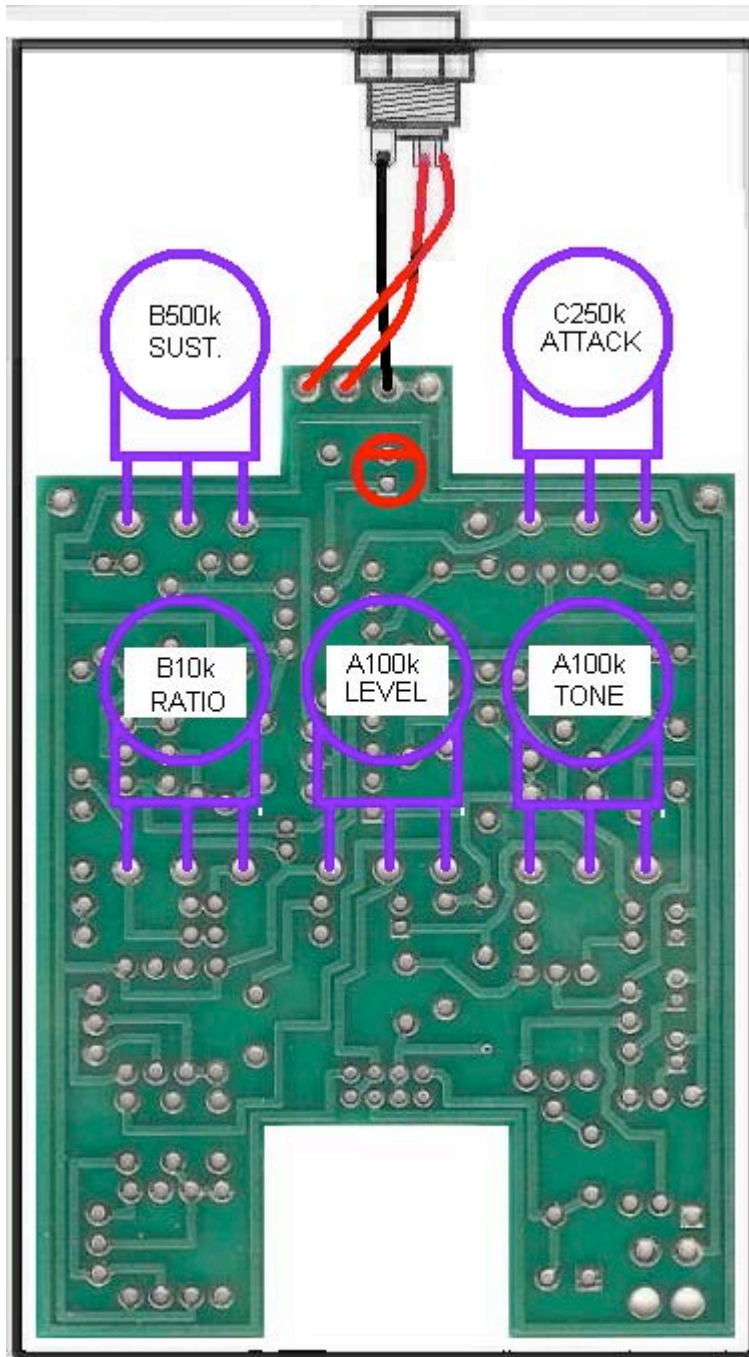 B500k
SUST.
C250k
ATTACK
B10k
RATIO
A100k
LEVEL
A100k
TONE